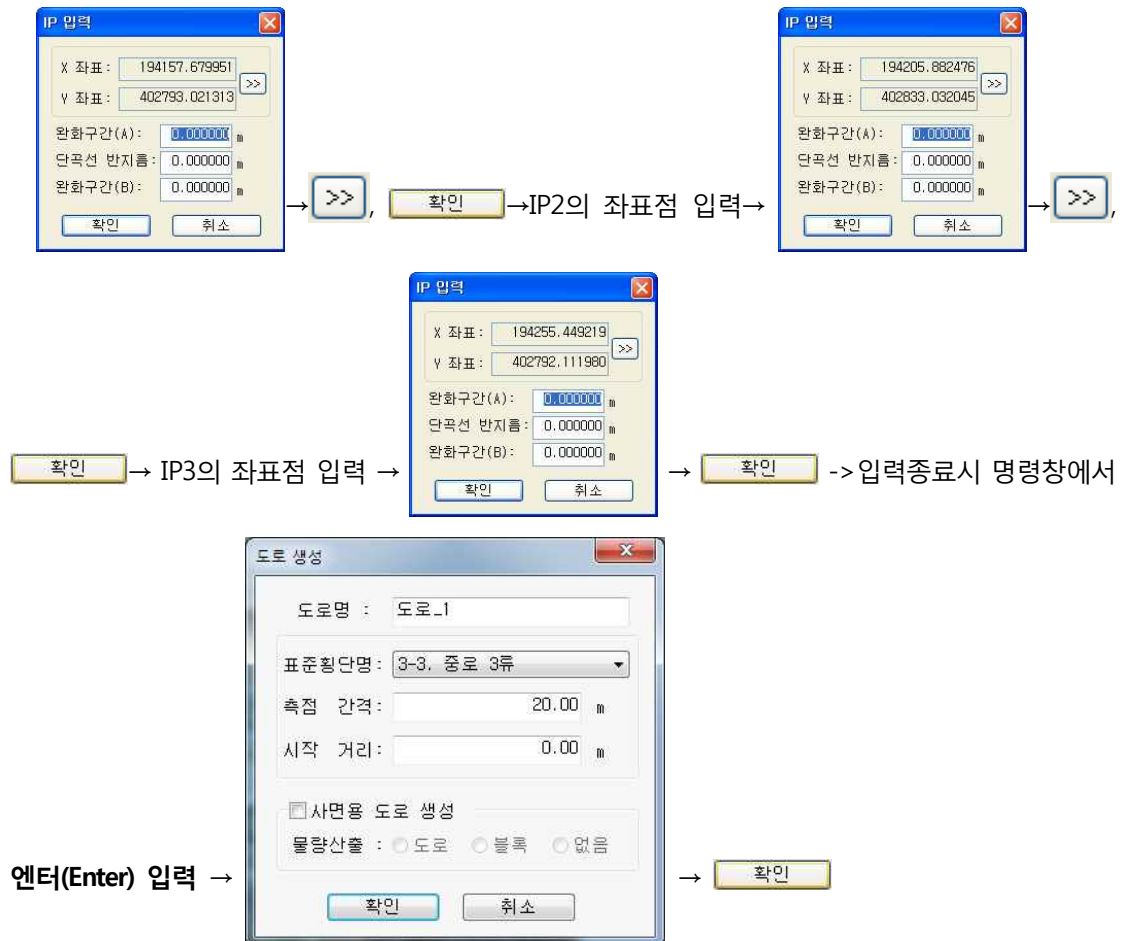 IP 입력
X 좌표: 194157.679951
>>
Y 좌표: 402793.021313
완화구간(A): 0.000000 m
단곡선 반지름: 0.000000 m
완화구간(B): 0.000000 m
확인 취소
→ >> , 확인 →IP2의 좌표점 입력→
IP 입력
X 좌표: 194205.882476
>>
Y 좌표: 402833.032045
완화구간(A): 0.000000 m
단곡선 반지름: 0.000000 m
완화구간(B): 0.000000 m
확인 취소
→ >> ,
확인 → IP3의 좌표점 입력 →
IP 입력
X 좌표: 194255.449219
>>
Y 좌표: 402792.111980
완화구간(A): 0.000000 m
단곡선 반지름: 0.000000 m
완화구간(B): 0.000000 m
확인 취소
→ 확인 ->입력종료시 명령창에서
엔터(Enter) 입력 →
도로 생성
도로명 : 도로_1
표준횡단명: 3-3. 중로 3류
측점 간격: 20.00 m
시작 거리: 0.00 m
사면용 도로 생성
물량산출 : 도로 블록 없음
확인 취소
→ 확인